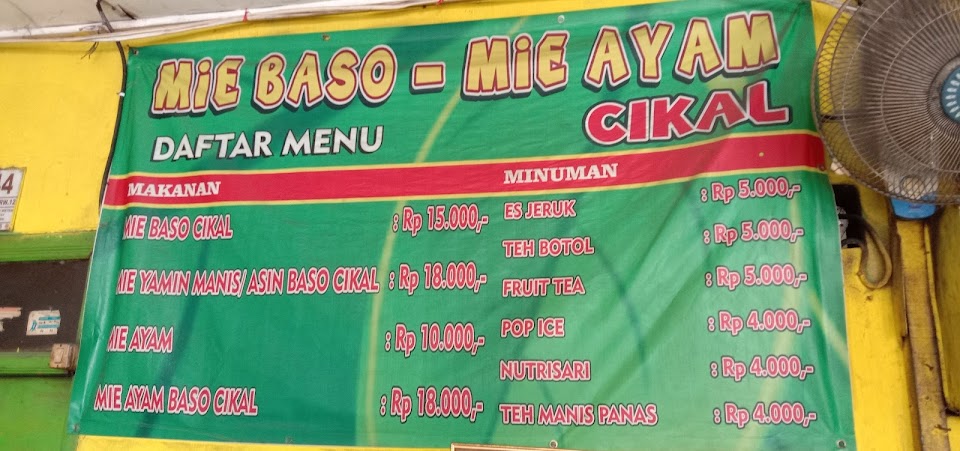 MiE BASO - MiE AYAM
CIKAL
DAFTAR MENU
MAKANAN
MIE BASO CIKAL : Rp 15.000,-
MIE YAMIN MANIS/ ASIN BASO CIKAL : Rp 18.000,-
MIE AYAM : Rp 10.000,-
MIE AYAM BASO CIKAL : Rp 18.000,-
MINUMAN
ES JERUK : Rp 5.000,-
TEH BOTOL : Rp 5.000,-
FRUIT TEA : Rp 5.000,-
POP ICE : Rp 4.000,-
NUTRISARI : Rp 4.000,-
TEH MANIS PANAS : Rp 4.000,-